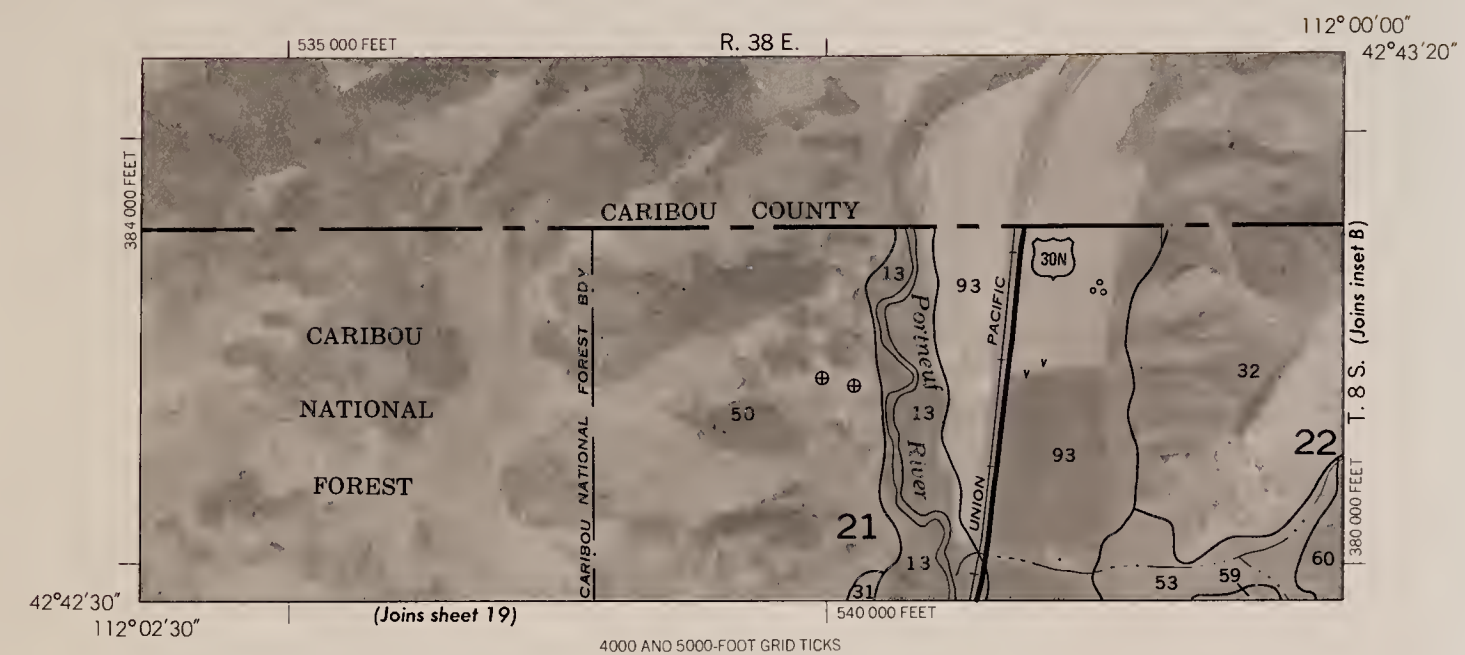 112°00'00"
535 000 FEET
R. 38 E.
42°43'20"
384 000 FEET
CARIBOU COUNTY
30N
13
93
PACIFIC
Portneuf
River
CARIBOU
NATIONAL
FOREST
CARIBOU NATIONAL FOREST BDY
v
v
50
13
32
T. 8 S. (Joins inset B)
93
22
UNION
21
380 000 FEET
13
31
53
59
60
42°42'30"
112°02'30"
(Joins sheet 19)
540 000 FEET
4000 AND 5000-FOOT GRID TICKS